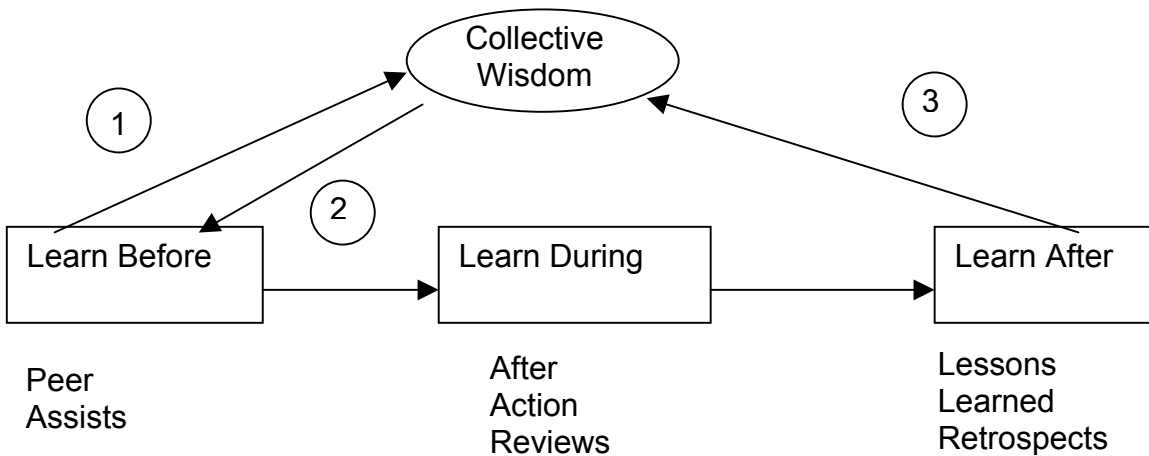 Collective
Wisdom
1
3
2
Learn Before
Learn During
Learn After
Peer
Assists
After
Action
Reviews
Lessons
Learned
Retrospects